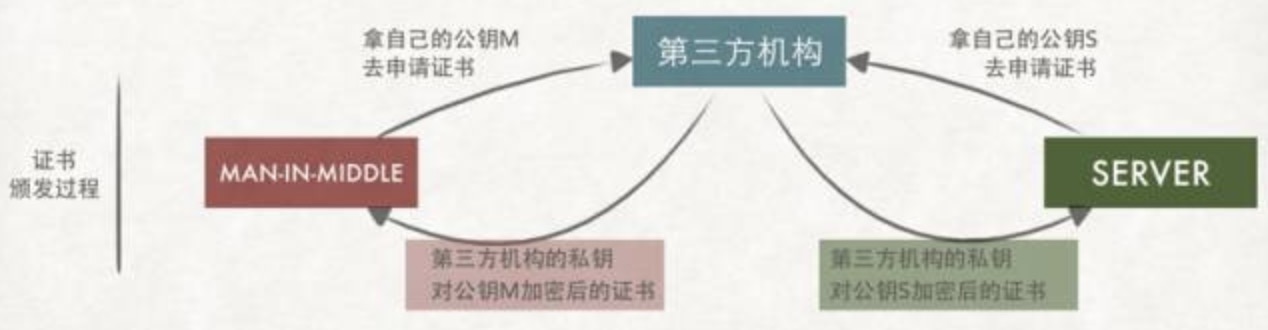 拿自己的公钥M
去申请证书
第三方机构
拿自己的公钥S
去申请证书
证书
颁发过程
MAN-IN-MIDDLE
SERVER
第三方机构的私钥
对公钥M加密后的证书
第三方机构的私钥
对公钥S加密后的证书